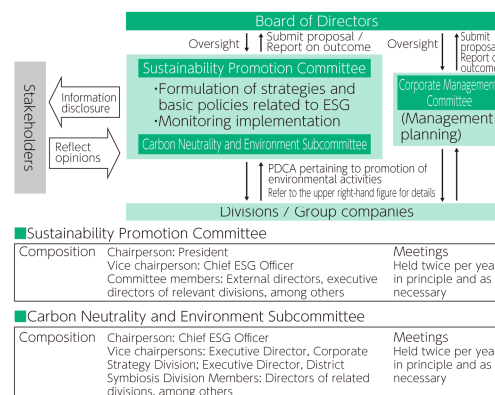 Board of Directors
Oversight
Submit proposal /
Report on outcome
Oversight
Submit
Report
Sustainability Promotion Committee
・Formulation of strategies and
basic policies related to ESG
・Monitoring implementation
Carbon Neutrality and Environment Subcommittee
Corporate
Committee
(Management
planning)
Stakeholders
Information
disclosure
Reflect
opinions
PDCA pertaining to promotion of
environmental activities
Refer to the upper right-hand figure for details
Divisions / Group companies
■Sustainability Promotion Committee
Composition
Chairperson: President
Vice chairperson: Chief ESG Officer
Committee members: External directors, executive
directors of relevant divisions, among others
Meetings
Held twice per
in principle and as
necessary
■Carbon Neutrality and Environment Subcommittee
Composition
Chairperson: Chief ESG Officer
Vice chairpersons: Executive Director, Corporate
Strategy Division; Executive Director, District
Symbiosis Division Members: Directors of related
divisions, among others
Meetings
Held twice per
in principle and as
necessary